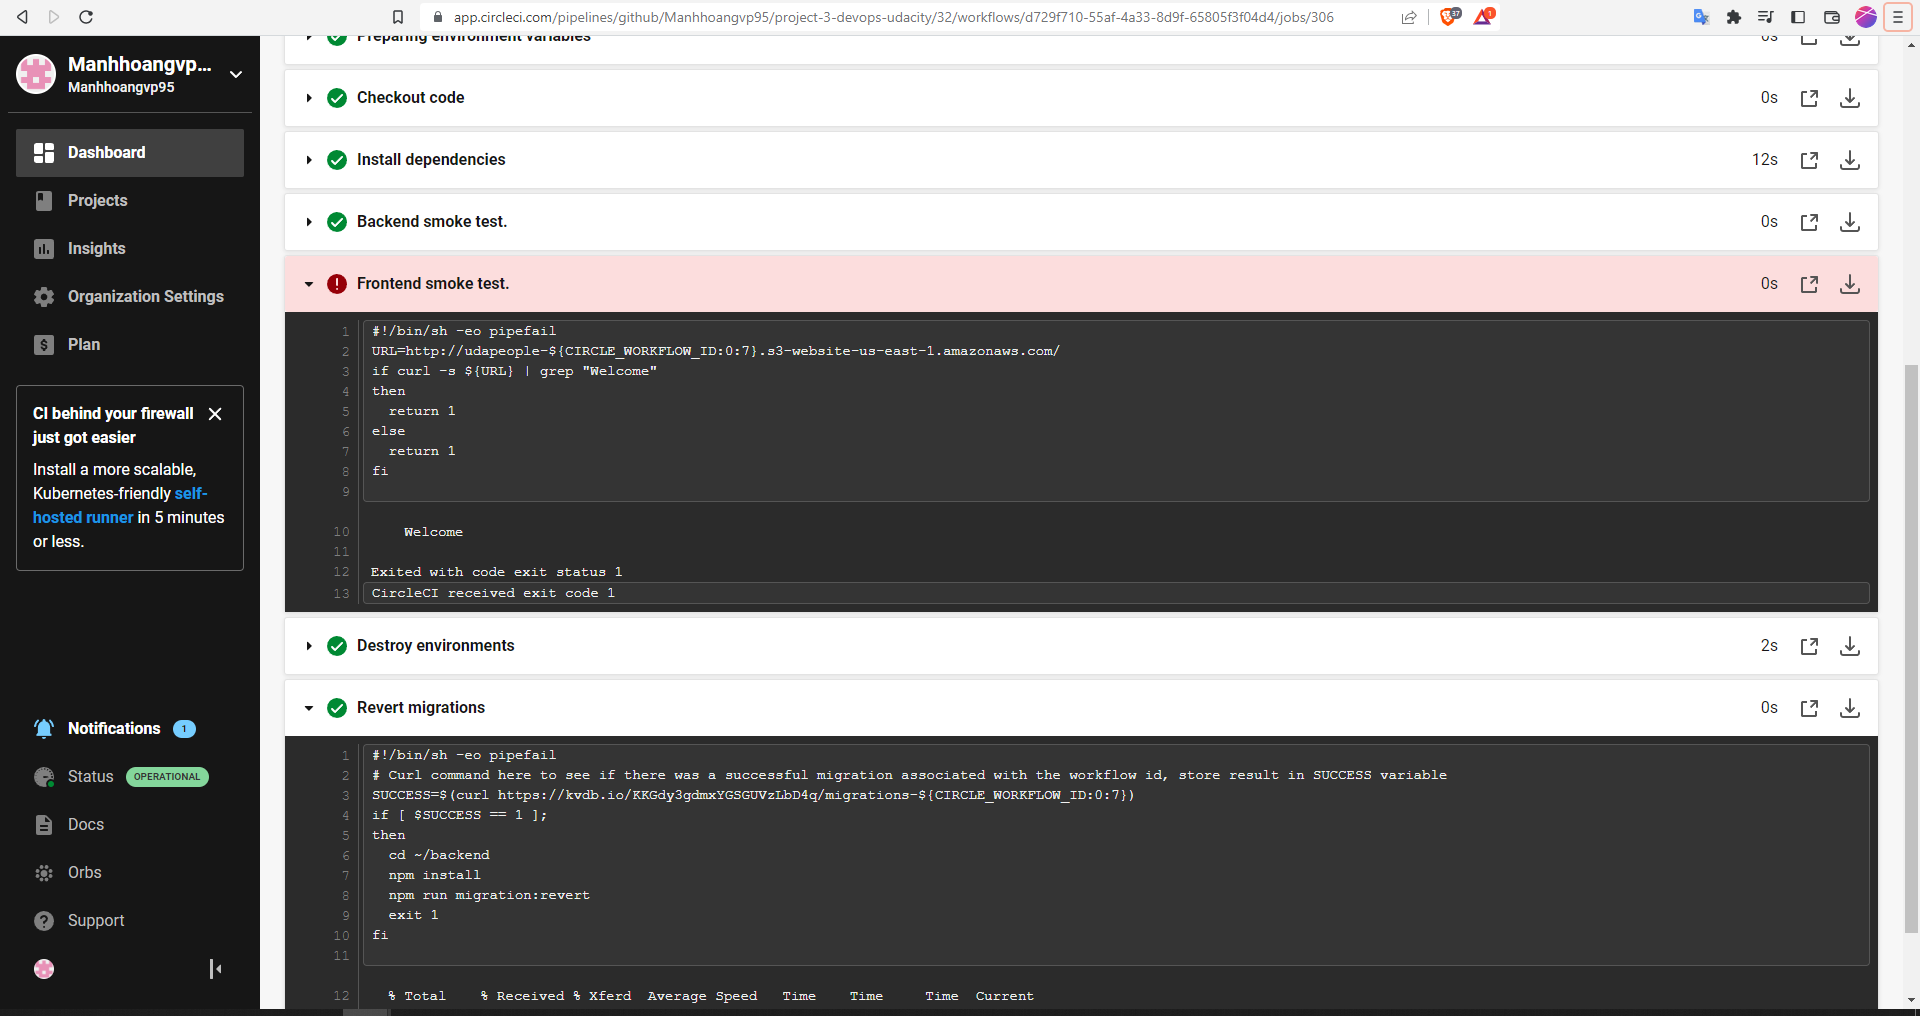 app.circleci.com/pipelines/github/Manhhoangvp95/project-3-devops-udacity/32/workflows/d729f710-55af-4a33-8d9f-65805f3f04d4/jobs/306
37
1
Manhhoangvp...
Manhhoangvp95
Dashboard
Projects
Insights
Organization Settings
Plan
CI behind your firewall
just got easier
Install a more scalable,
Kubernetes-friendly self-
hosted runner in 5 minutes
or less.
Notifications 1
Status OPERATIONAL
Docs
Orbs
Support
Preparing environment variables 0s
Checkout code 0s
Install dependencies 12s
Backend smoke test. 0s
Frontend smoke test. 0s
1 #!/bin/sh -eo pipefail
2 URL=http://udapeople-${CIRCLE_WORKFLOW_ID:0:7}.s3-website-us-east-1.amazonaws.com/
3 if curl -s ${URL} | grep "Welcome"
4 then
5 return 1
6 else
7 return 1
8 fi
9
10 Welcome
11
12 Exited with code exit status 1
13 CircleCI received exit code 1
Destroy environments 2s
Revert migrations 0s
1 #!/bin/sh -eo pipefail
2 # Curl command here to see if there was a successful migration associated with the workflow id, store result in SUCCESS variable
3 SUCCESS=$(curl https://kvdb.io/KKGdy3gdmxYGSGUVzLbD4q/migrations-${CIRCLE_WORKFLOW_ID:0:7})
4 if [ $SUCCESS == 1 ];
5 then
6 cd ~/backend
7 npm install
8 npm run migration:revert
9 exit 1
10 fi
11
12 % Total % Received % Xferd Average Speed Time Time Time Current